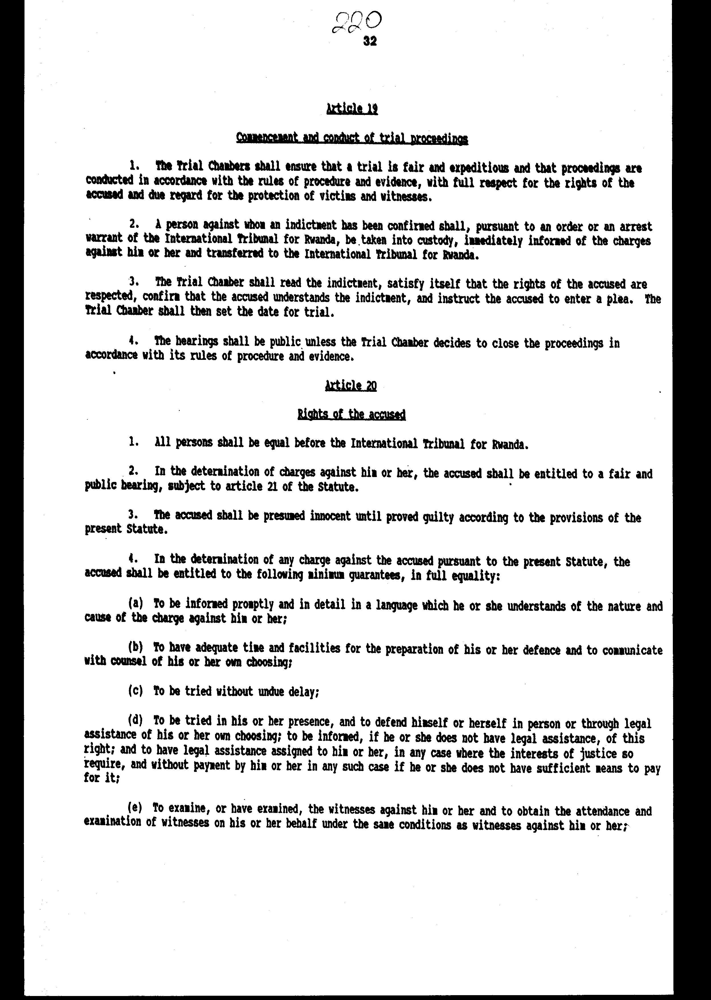 220
32
Article 19
Commencement and conduct of trial proceedings
1. The Trial Chambers shall ensure that a trial is fair and expeditious and that proceedings are
conducted in accordance with the rules of procedure and evidence, with full respect for the rights of the
accused and due regard for the protection of victims and witnesses.
2. A person against whom an indictment has been confirmed shall, pursuant to an order or an arrest
warrant of the International Tribunal for Rwanda, be taken into custody, immediately informed of the charges
against him or her and transferred to the International Tribunal for Rwanda.
3. The Trial Chamber shall read the indictment, satisfy itself that the rights of the accused are
respected, confirm that the accused understands the indictment, and instruct the accused to enter a plea. The
Trial Chamber shall then set the date for trial.
4. The hearings shall be public unless the Trial Chamber decides to close the proceedings in
accordance with its rules of procedure and evidence.
Article 20
Rights of the accused
1. All persons shall be equal before the International Tribunal for Rwanda.
2. In the determination of charges against him or her, the accused shall be entitled to a fair and
public hearing, subject to article 21 of the Statute.
3. The accused shall be presumed innocent until proved guilty according to the provisions of the
present Statute.
4. In the determination of any charge against the accused pursuant to the present Statute, the
accused shall be entitled to the following minimum guarantees, in full equality:
(a) To be informed promptly and in detail in a language which he or she understands of the nature and
cause of the charge against him or her;
(b) To have adequate time and facilities for the preparation of his or her defence and to communicate
with counsel of his or her own choosing;
(c) To be tried without undue delay;
(d) To be tried in his or her presence, and to defend himself or herself in person or through legal
assistance of his or her own choosing; to be informed, if he or she does not have legal assistance, of this
right; and to have legal assistance assigned to him or her, in any case where the interests of justice so
require, and without payment by him or her in any such case if he or she does not have sufficient means to pay
for it;
(e) To examine, or have examined, the witnesses against him or her and to obtain the attendance and
examination of witnesses on his or her behalf under the same conditions as witnesses against him or her;